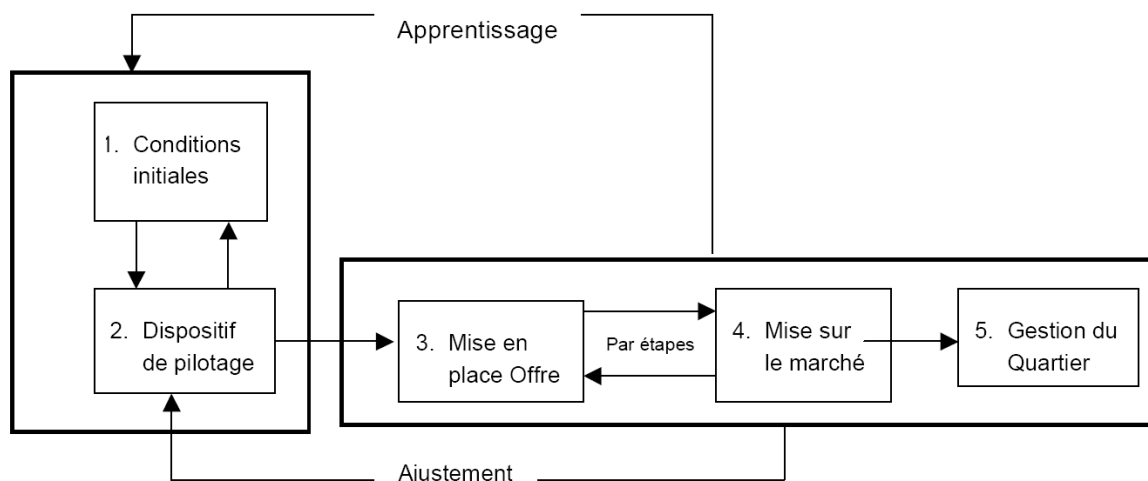 Apprentissage
1. Conditions
initiales
2. Dispositif
de pilotage
3. Mise en
place Offre
Par étapes
4. Mise sur
le marché
5. Gestion du
Quartier
Ajustement